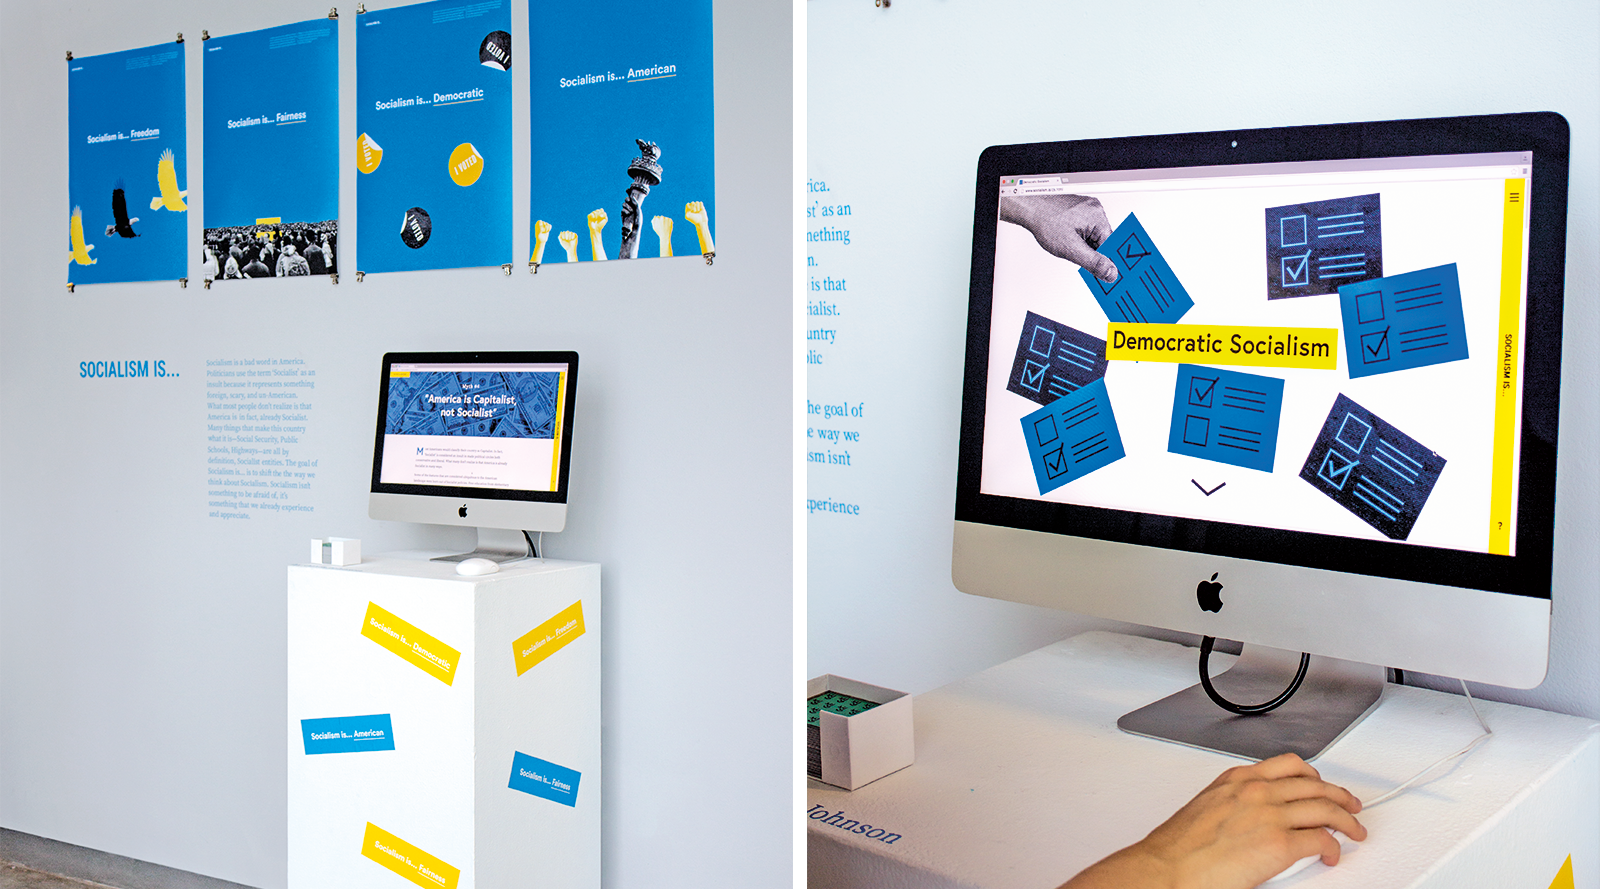 Socialism is... Freedom
Socialism is... Fairness
I VOTED
Socialism is... Democratic
I VOTED
I VOTED
I VOTED
Socialism is... American
SOCIALISM IS...
Socialism is a bad word in America.
Politicians use the term 'Socialist' as an
insult because it represents something
foreign, scary, and un-American.
What most people don't realize is that
America is in fact, already Socialist.
Many things that make this country
what it is—Social Security, Public
Schools, Highways—are all by
definition, Socialist entities. The goal of
Socialism is... is to shift the the way we
think about Socialism. Socialism isn't
something to be afraid of, it's
something that we already experience
and appreciate.
"America is Capitalist,
not Socialist"
Socialism is... Democratic
Socialism is... Freedom
Socialism is... American
Socialism is... Fairness
Socialism is... Fairness
rica.
st' as an
mething
n.
is that
ialist.
untry
olic
he goal of
e way we
ism isn't
xperience
Democratic Socialism
SOCIALISM IS...
?
Johnson